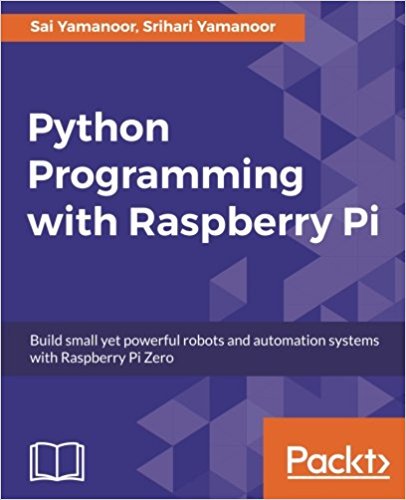 Sai Yamanoor, Srihari Yamanoor
Python
Programming
with Raspberry Pi
Build small yet powerful robots and automation systems
with Raspberry Pi Zero
Packt>